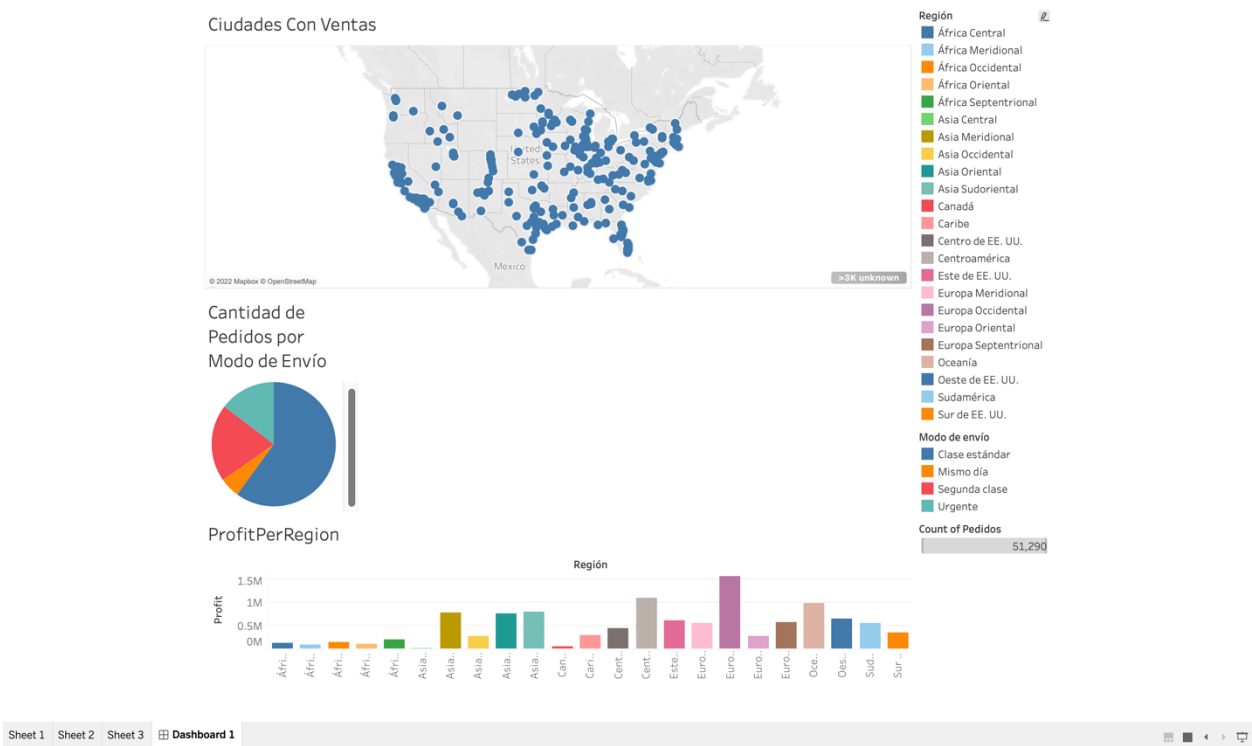 Ciudades Con Ventas
United
States
Mexico
© 2022 Mapbox © OpenStreetMap
>3K unknown
Cantidad de
Pedidos por
Modo de Envío
ProfitPerRegion
Región
Profit
1.5M
1M
0.5M
0M
Áfri..
Áfri..
Áfri..
Áfri..
Áfri..
Asia..
Asia..
Asia..
Asia..
Asia..
Can..
Cari..
Cent..
Cent..
Este..
Euro..
Euro..
Euro..
Euro..
Oce..
Oes..
Sud..
Sur ..
Región
África Central
África Meridional
África Occidental
África Oriental
África Septentrional
Asia Central
Asia Meridional
Asia Occidental
Asia Oriental
Asia Sudoriental
Canadá
Caribe
Centro de EE. UU.
Centroamérica
Este de EE. UU.
Europa Meridional
Europa Occidental
Europa Oriental
Europa Septentrional
Oceanía
Oeste de EE. UU.
Sudamérica
Sur de EE. UU.
Modo de envío
Clase estándar
Mismo día
Segunda clase
Urgente
Count of Pedidos
51,290
Sheet 1 Sheet 2 Sheet 3 Dashboard 1